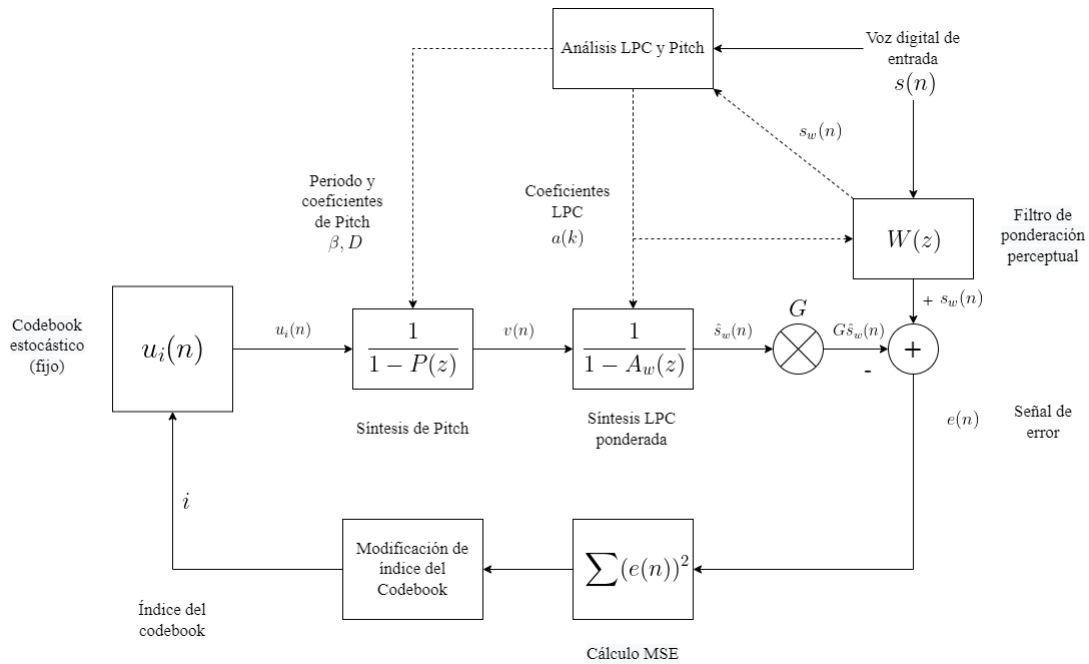 Análisis LPC y Pitch
Voz digital de
entrada
s(n)
s_w(n)
Periodo y
coeficientes
de Pitch
β, D
Coeficientes
LPC
a(k)
W(z)
Filtro de
ponderación
perceptual
+ s_w(n)
Codebook
estocástico
(fijo)
u_i(n)
u_i(n)
1
1 − P(z)
v(n)
1
1 − A_w(z)
ŝ_w(n)
G
Gŝ_w(n)
+
-
Síntesis de Pitch
Síntesis LPC
ponderada
e(n)
Señal de
error
i
Modificación de
índice del
Codebook
∑(e(n))²
Índice del
codebook
Cálculo MSE